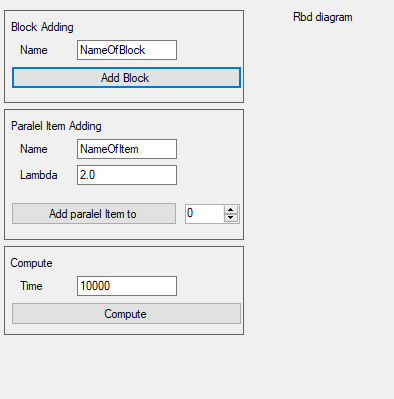 Block Adding
Name NameOfBlock
Add Block
Paralel Item Adding
Name NameOfItem
Lambda 2.0
Add paralel Item to 0
Compute
Time 10000
Compute
Rbd diagram